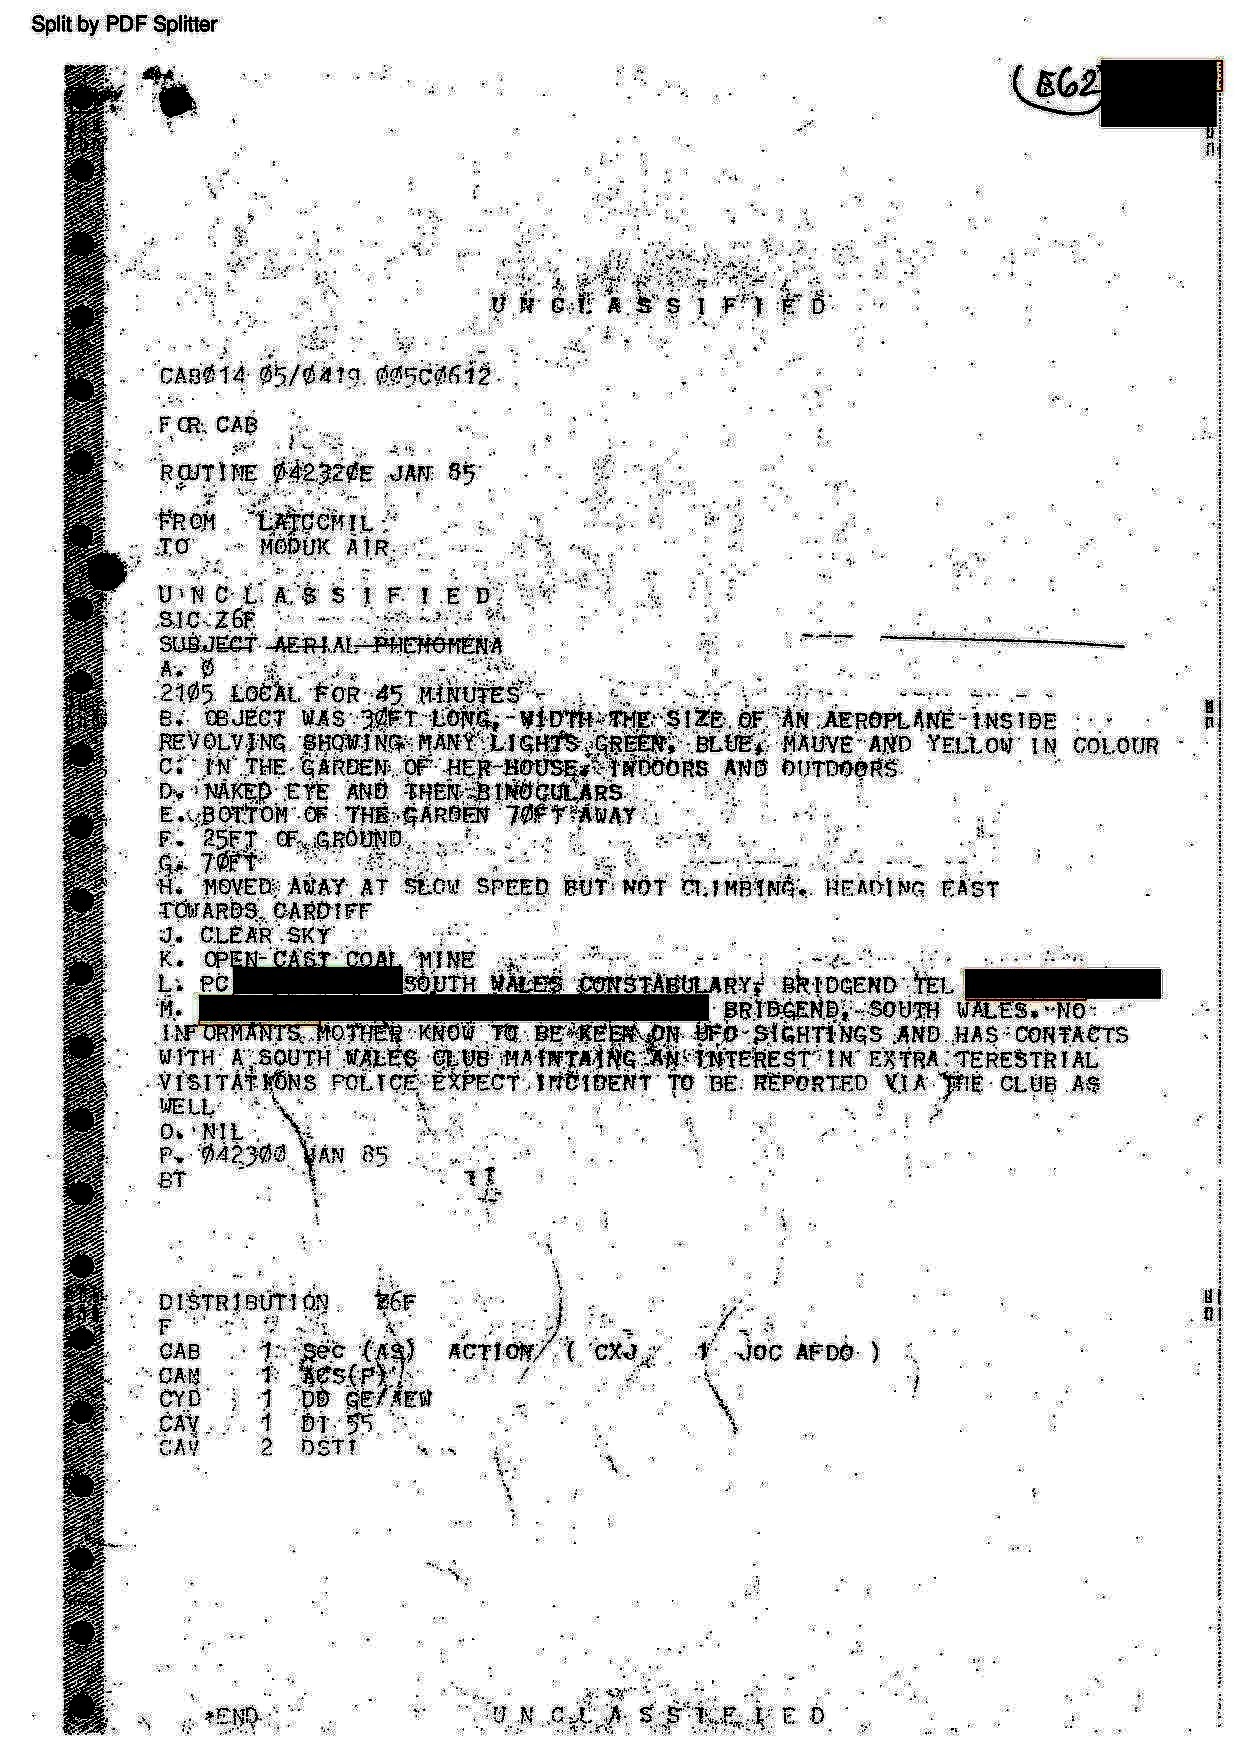 Split by PDF Splitter
E62
U N C L A S S I F I E D
CAB014 05/0419 005C0612
FOR CAB
ROUTINE 042320E JAN 85
FROM LATCCMIL
TO MODUK AIR
U N C L A S S I F I E D
SIC Z6F
SUBJECT AERIAL PHENOMENA
A. 0
2105 LOCAL FOR 45 MINUTES
B. OBJECT WAS 30FT LONG, WIDTH THE SIZE OF AN AEROPLANE INSIDE
REVOLVING SHOWING MANY LIGHTS GREEN, BLUE, MAUVE AND YELLOW IN COLOUR
C. IN THE GARDEN OF HER HOUSE, INDOORS AND OUTDOORS
D. NAKED EYE AND THEN BINOCULARS
E. BOTTOM OF THE GARDEN 70FT AWAY
F. 25FT OF GROUND
G. 70FT
H. MOVED AWAY AT SLOW SPEED BUT NOT CLIMBING. HEADING EAST
TOWARDS CARDIFF
J. CLEAR SKY
K. OPEN-CAST COAL MINE
L. PC SOUTH WALES CONSTABULARY, BRIDGEND TEL
M. BRIDGEND, SOUTH WALES. NO
INFORMANTS MOTHER KNOW TO BE KEEN ON UFO SIGHTINGS AND HAS CONTACTS
WITH A SOUTH WALES CLUB MAINTAING AN INTEREST IN EXTRA TERESTRIAL
VISITATIONS POLICE EXPECT INCIDENT TO BE REPORTED VIA THE CLUB AS
WELL
O. NIL
P. 042300 JAN 85
BT
DISTRIBUTION Z6F
F
CAB 1 Sec (AS) ACTION ( CXJ 1 JOC AFDO )
CAN 1 ACS(P)
CYD 1 DD GE/AEW
CAV 1 DI 55
CAV 2 DSTI
*END
U N C L A S S I F I E D